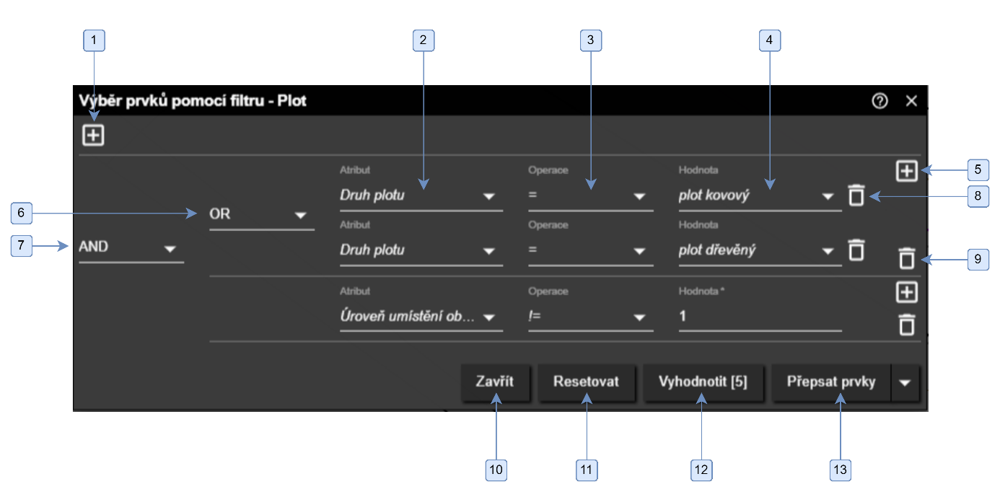 1 2 3 4
Výběr prvků pomocí filtru - Plot
Atribut Operace Hodnota
5
Druh plotu = plot kovový
8
6 OR
Atribut Operace Hodnota
7 AND
Druh plotu = plot dřevěný
9
Atribut Operace Hodnota *
Úroveň umístění ob... != 1
Zavřít Resetovat Vyhodnotit [5] Přepsat prvky
10 11 12 13